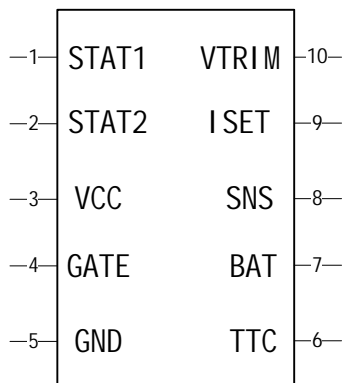 1 STAT1 VTRIM 10
2 STAT2 ISET 9
3 VCC SNS 8
4 GATE BAT 7
5 GND TTC 6